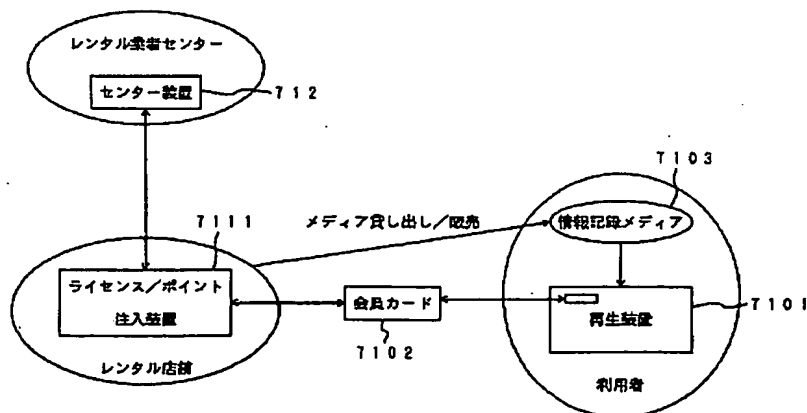 レンタル業者センター
センター装置
712
7103
7111
メディア貸し出し/販売
情報記録メディア
ライセンス/ポイント
注入装置
会員カード
再生装置
7101
7102
レンタル店舗
利用者